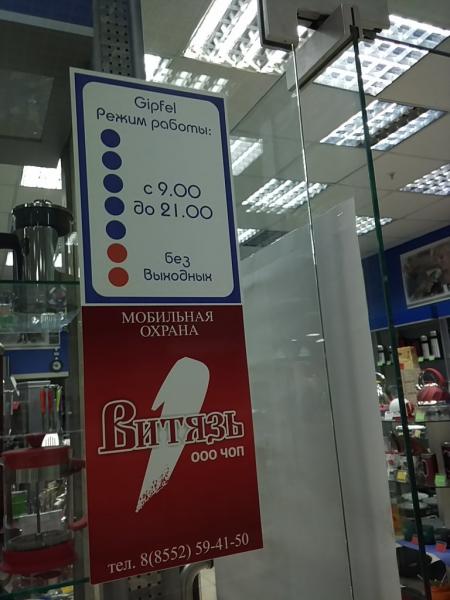 Gipfel
Режим работы:
с 9.00
до 21.00
без
выходных
МОБИЛЬНАЯ
ОХРАНА
Витязь
ООО ЧОП
тел. 8(8552) 59-41-50